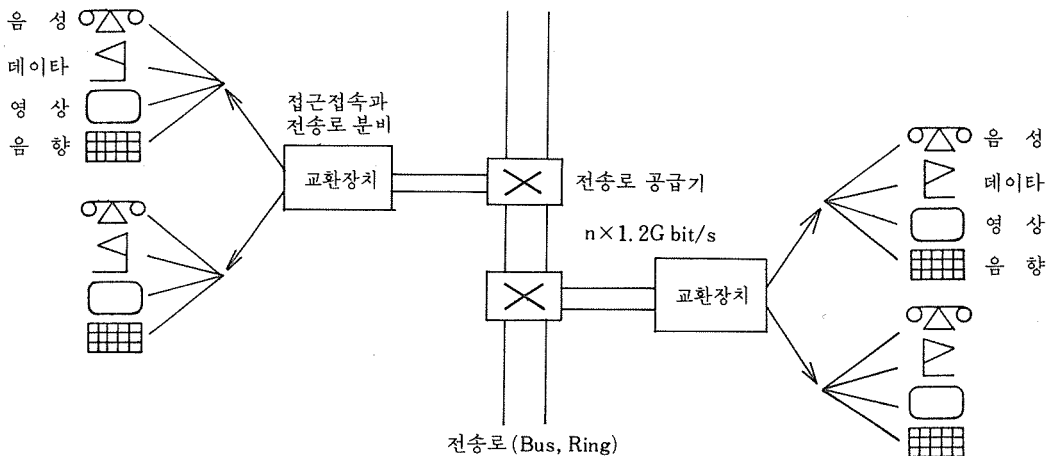 음 성
데이타
영 상
음 향
접근접속과
전송로 분비
교환장치
전송로 공급기
n×1.2G bit/s
교환장치
음 성
데이타
영 상
음 향
전송로 (Bus, Ring)